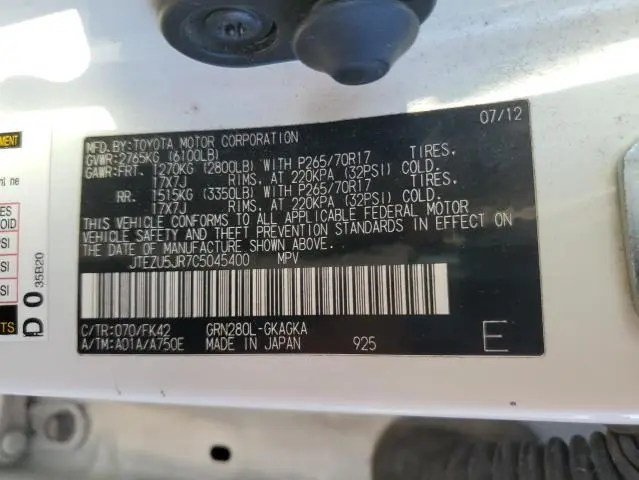 07/12
MFD. BY: TOYOTA MOTOR CORPORATION
GVWR: 2765KG (6100LB)
GAWR: FRT. 1270KG (2800LB) WITH P265/70R17 TIRES.
17X7J RIMS, AT 220KPA (32PSI) COLD.
RR. 1515KG (3350LB) WITH P265/70R17 TIRES.
17X7J RIMS, AT 220KPA (32PSI) COLD.
THIS VEHICLE CONFORMS TO ALL APPLICABLE FEDERAL MOTOR
VEHICLE SAFETY AND THEFT PREVENTION STANDARDS IN EFFECT ON
THE DATE OF MANUFACTURE SHOWN ABOVE.
JTEZU5JR7C5045400 MPV
C/TR: 070/FK42 GRN280L-GKAGKA
A/TM: A01A/A750E MADE IN JAPAN 925 E
D 0 35B20